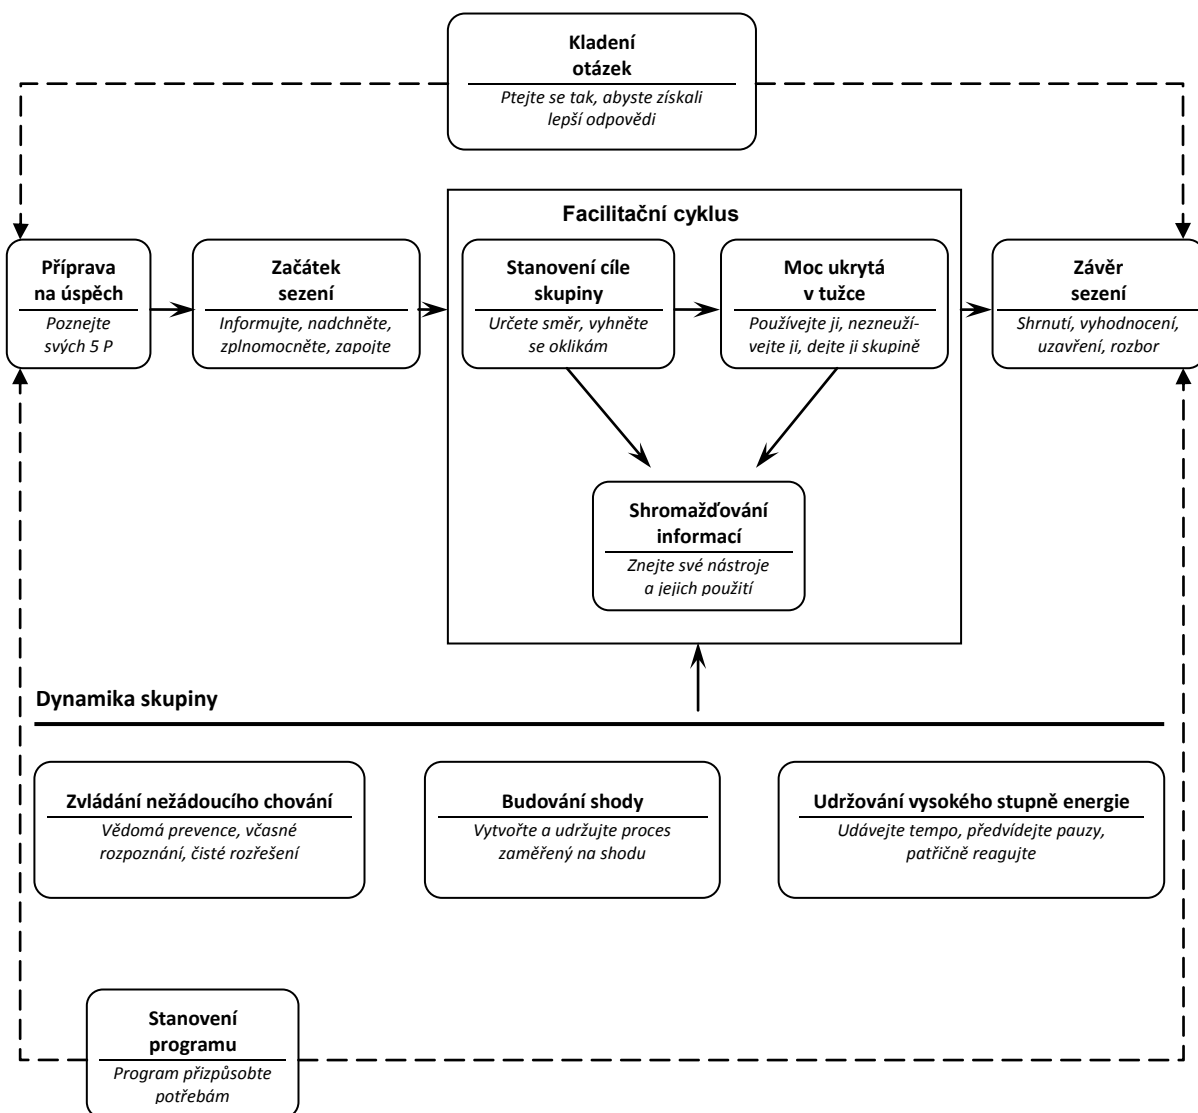 Kladení
otázek
Ptejte se tak, abyste získali
lepší odpovědi
Facilitační cyklus
Příprava
na úspěch
Poznejte
svých 5 P
Začátek
sezení
Informujte, nadchněte,
zplnomocněte, zapojte
Stanovení cíle
skupiny
Určete směr, vyhněte
se oklikám
Moc ukrytá
v tužce
Používejte ji, nezneuží-
vejte ji, dejte ji skupině
Závěr
sezení
Shrnutí, vyhodnocení,
uzavření, rozbor
Shromažďování
informací
Znejte své nástroje
a jejich použití
Dynamika skupiny
Zvládání nežádoucího chování
Vědomá prevence, včasné
rozpoznání, čisté rozřešení
Budování shody
Vytvořte a udržujte proces
zaměřený na shodu
Udržování vysokého stupně energie
Udávejte tempo, předvídejte pauzy,
patřičně reagujte
Stanovení
programu
Program přizpůsobte
potřebám